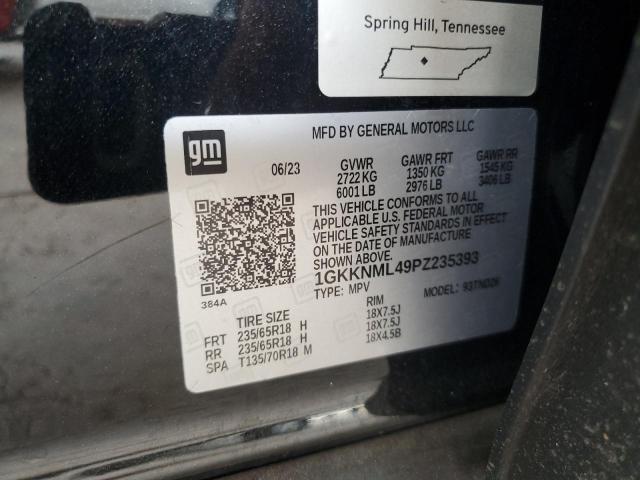 Spring Hill, Tennessee
gm
MFD BY GENERAL MOTORS LLC
06/23 GVWR GAWR FRT GAWR RR
2722 KG 1350 KG 1545 KG
6001 LB 2976 LB 3406 LB
THIS VEHICLE CONFORMS TO ALL
APPLICABLE U.S. FEDERAL MOTOR
VEHICLE SAFETY STANDARDS IN EFFECT
ON THE DATE OF MANUFACTURE
SHOWN ABOVE.
1GKKNML49PZ235393
384A TYPE: MPV MODEL:
TIRE SIZE RIM
FRT 235/65R18 H 18X7.5J
RR 235/65R18 H 18X7.5J
SPA T135/70R18 M 18X4.5B